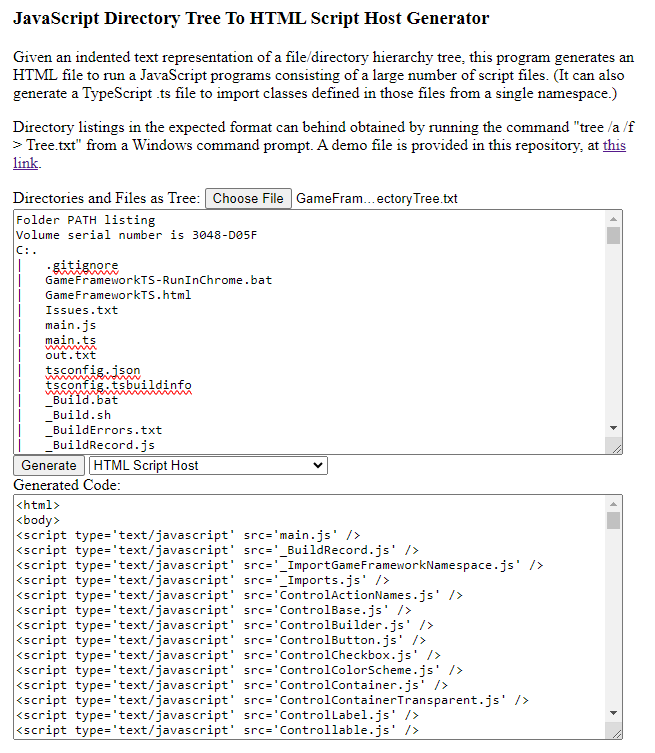 JavaScript Directory Tree To HTML Script Host Generator
Given an indented text representation of a file/directory hierarchy tree, this program generates an
HTML file to run a JavaScript programs consisting of a large number of script files. (It can also
generate a TypeScript .ts file to import classes defined in those files from a single namespace.)
Directory listings in the expected format can behind obtained by running the command "tree /a /f
> Tree.txt" from a Windows command prompt. A demo file is provided in this repository, at this
link.
Directories and Files as Tree: Choose File GameFram…ectoryTree.txt
Folder PATH listing
Volume serial number is 3048-D05F
C:.
|   .gitignore
|   GameFrameworkTS-RunInChrome.bat
|   GameFrameworkTS.html
|   Issues.txt
|   main.js
|   main.ts
|   out.txt
|   tsconfig.json
|   tsconfig.tsbuildinfo
|   _Build.bat
|   _Build.sh
|   _BuildErrors.txt
|   _BuildRecord.js
Generate HTML Script Host
Generated Code:
<html>
<body>
<script type='text/javascript' src='main.js' />
<script type='text/javascript' src='_BuildRecord.js' />
<script type='text/javascript' src='_ImportGameFrameworkNamespace.js' />
<script type='text/javascript' src='_Imports.js' />
<script type='text/javascript' src='ControlActionNames.js' />
<script type='text/javascript' src='ControlBase.js' />
<script type='text/javascript' src='ControlBuilder.js' />
<script type='text/javascript' src='ControlButton.js' />
<script type='text/javascript' src='ControlCheckbox.js' />
<script type='text/javascript' src='ControlColorScheme.js' />
<script type='text/javascript' src='ControlContainer.js' />
<script type='text/javascript' src='ControlContainerTransparent.js' />
<script type='text/javascript' src='ControlLabel.js' />
<script type='text/javascript' src='Controllable.js' />